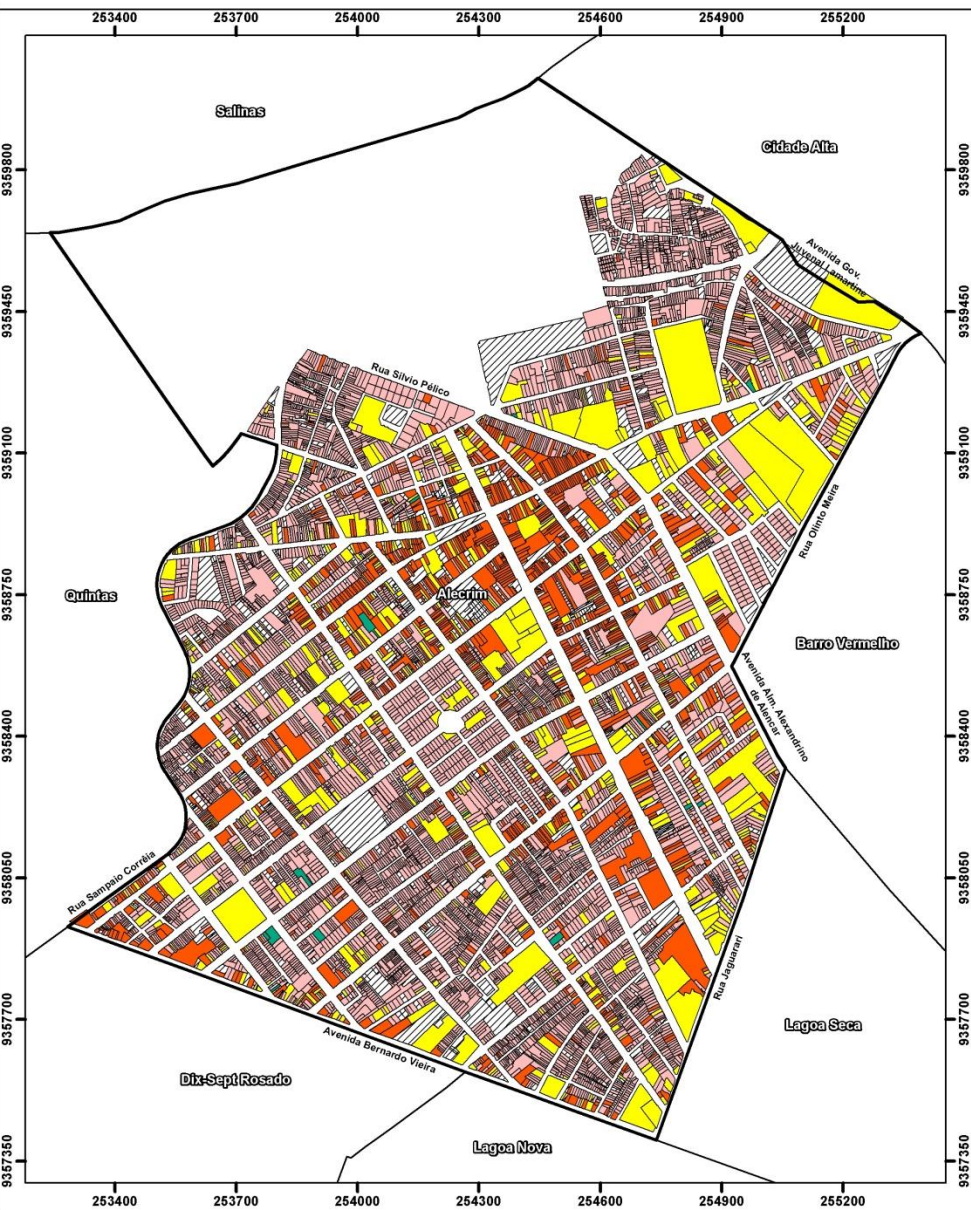 253400 253700 254000 254300 254600 254900 255200
Salinas
Cidade Alta
9359800
9359800
Avenida Gov.
Juvenal Lamartine
9359450
9359450
Rua Silvio Pélico
9359100
9359100
Rua Olinto Meira
9358750
Quintas
Alecrim
9358750
Barro Vermelho
Avenida Alm. Alexandrino
de Alencar
9358400
9358400
9358050
9358050
Rua Sampaio Corrêia
Rua Jaguarari
9357700
9357700
Lagoa Seca
Avenida Bernardo Vieira
Dix-Sept Rosado
Lagoa Nova
9357350
9357350
253400 253700 254000 254300 254600 254900 255200